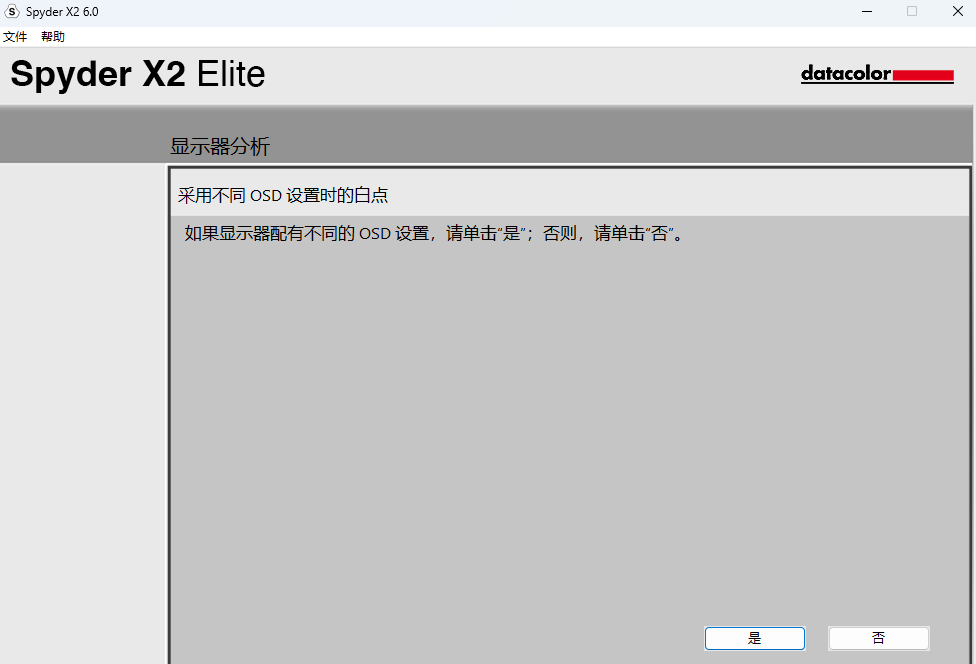 Spyder X2 6.0
文件 帮助
Spyder X2 Elite
datacolor
显示器分析
采用不同 OSD 设置时的白点
如果显示器配有不同的 OSD 设置，请单击“是”；否则，请单击“否”。
是 否